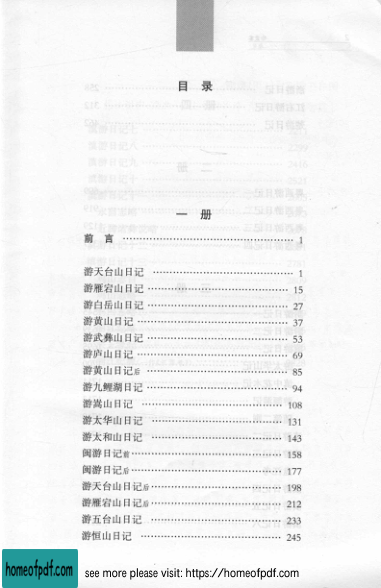 目 录
一 册
前 言 …………………………………… 1
游天台山日记 …………………………… 1
游雁宕山日记 …………………………… 15
游白岳山日记 …………………………… 27
游黄山日记 ……………………………… 37
游武彝山日记 …………………………… 53
游庐山日记 ……………………………… 69
游黄山日记后 …………………………… 85
游九鲤湖日记 …………………………… 94
游嵩山日记 ……………………………… 108
游太华山日记 …………………………… 131
游太和山日记 …………………………… 143
闽游日记前 ……………………………… 158
闽游日记后 ……………………………… 177
游天台山日记后 ………………………… 198
游雁宕山日记后 ………………………… 212
游五台山日记 …………………………… 233
游恒山日记 ……………………………… 245
homeofpdf.com see more please visit: https://homeofpdf.com